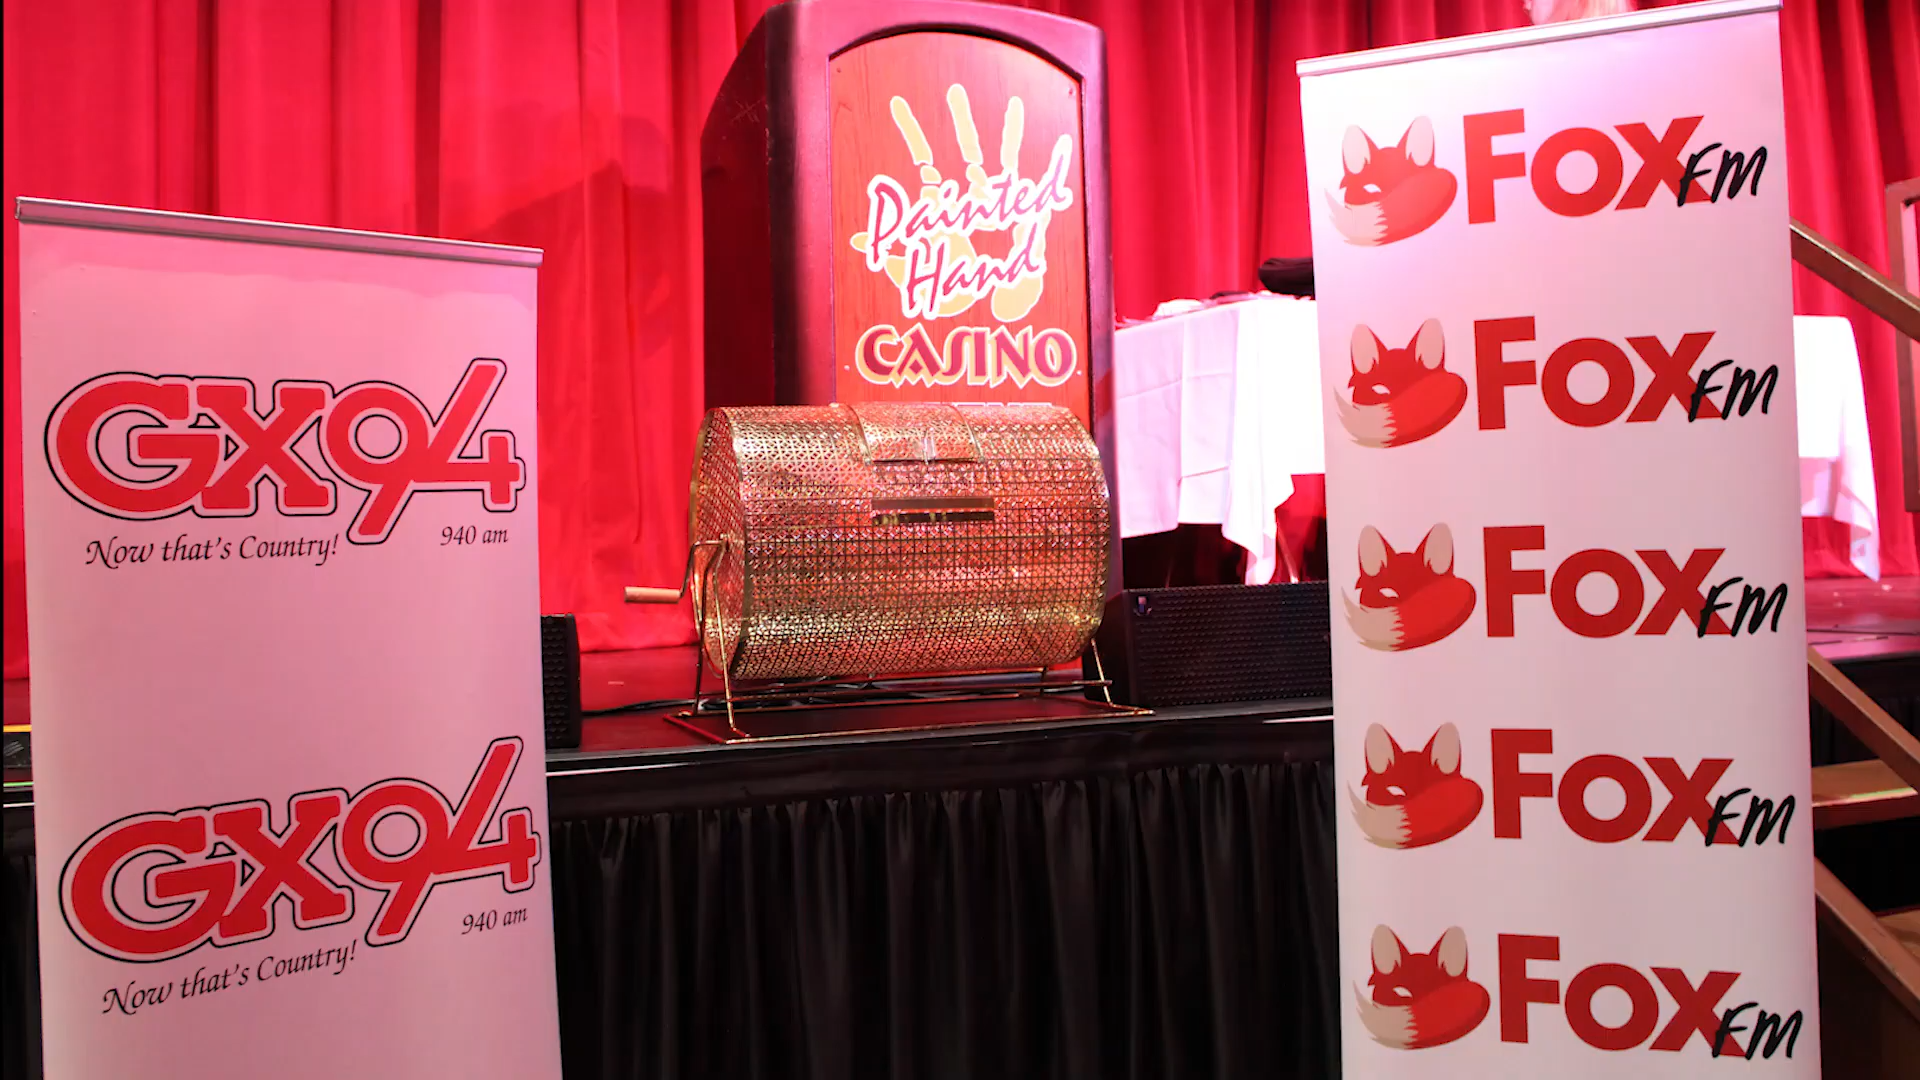 GX94
Now that's Country!
940 am
GX94
Now that's Country!
940 am
Painted
Hand
CASINO
FOX FM
FOX FM
FOX FM
FOX FM
FOX FM